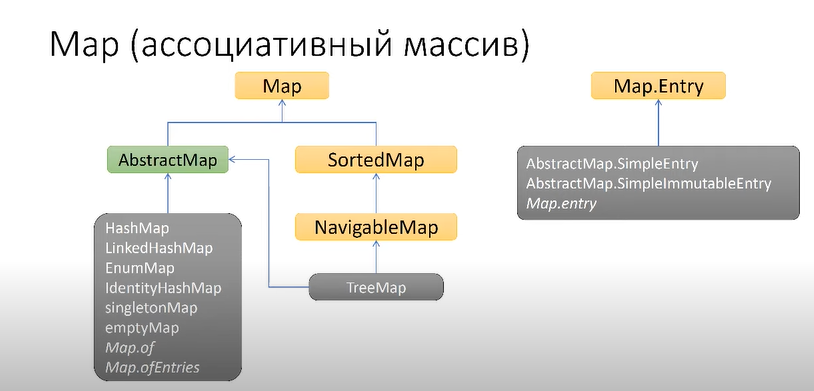 Map (ассоциативный массив)
Map
Map.Entry
AbstractMap
SortedMap
AbstractMap.SimpleEntry
AbstractMap.SimpleImmutableEntry
Map.entry
NavigableMap
HashMap
LinkedHashMap
EnumMap
IdentityHashMap
singletonMap
emptyMap
Map.of
Map.ofEntries
TreeMap